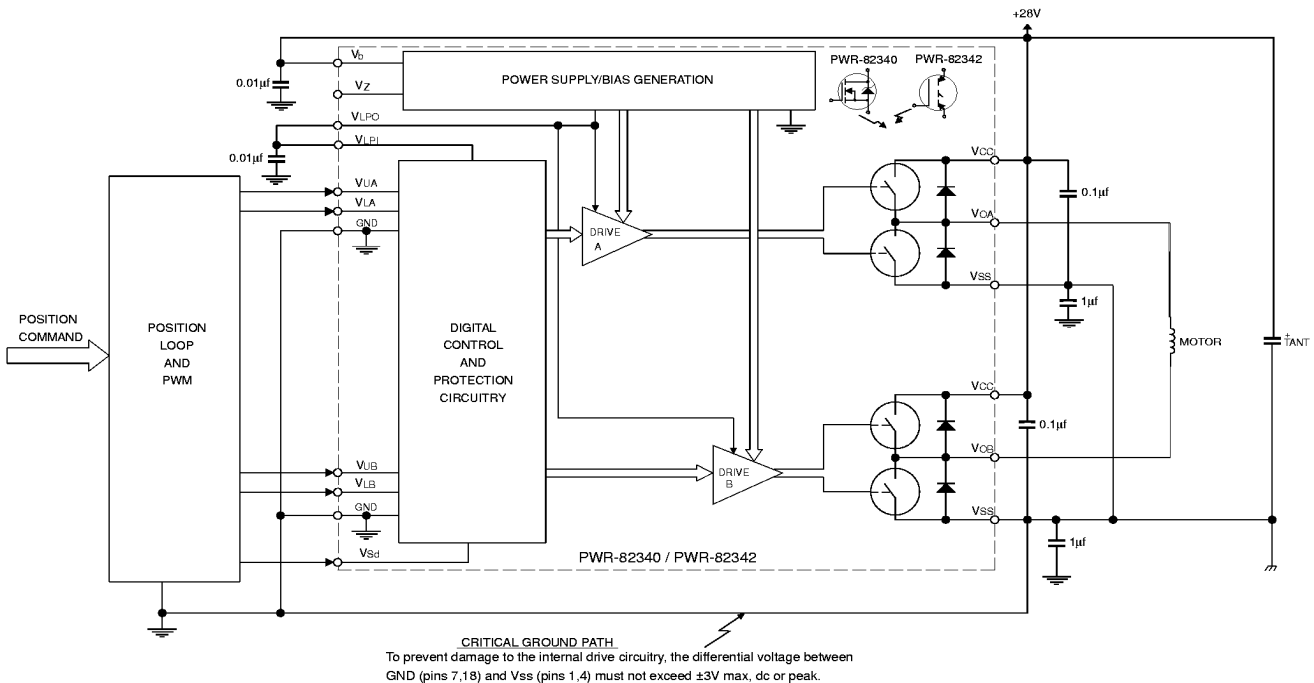 +28V
Vb
0.01µf
VZ
POWER SUPPLY/BIAS GENERATION
PWR-82340
PWR-82342
VLPO
VLPI
0.01µf
VCC
VUA
VLA
GND
DRIVE
A
0.1µf
VOA
VSS
1µf
POSITION
COMMAND
POSITION
LOOP
AND
PWM
DIGITAL
CONTROL
AND
PROTECTION
CIRCUITRY
MOTOR
+
TANT
VCC
0.1µf
VOB
VUB
VLB
DRIVE
B
GND
VSS
1µf
VSd
PWR-82340 / PWR-82342
CRITICAL GROUND PATH
To prevent damage to the internal drive circuitry, the differential voltage between
GND (pins 7,18) and Vss (pins 1,4) must not exceed ±3V max, dc or peak.